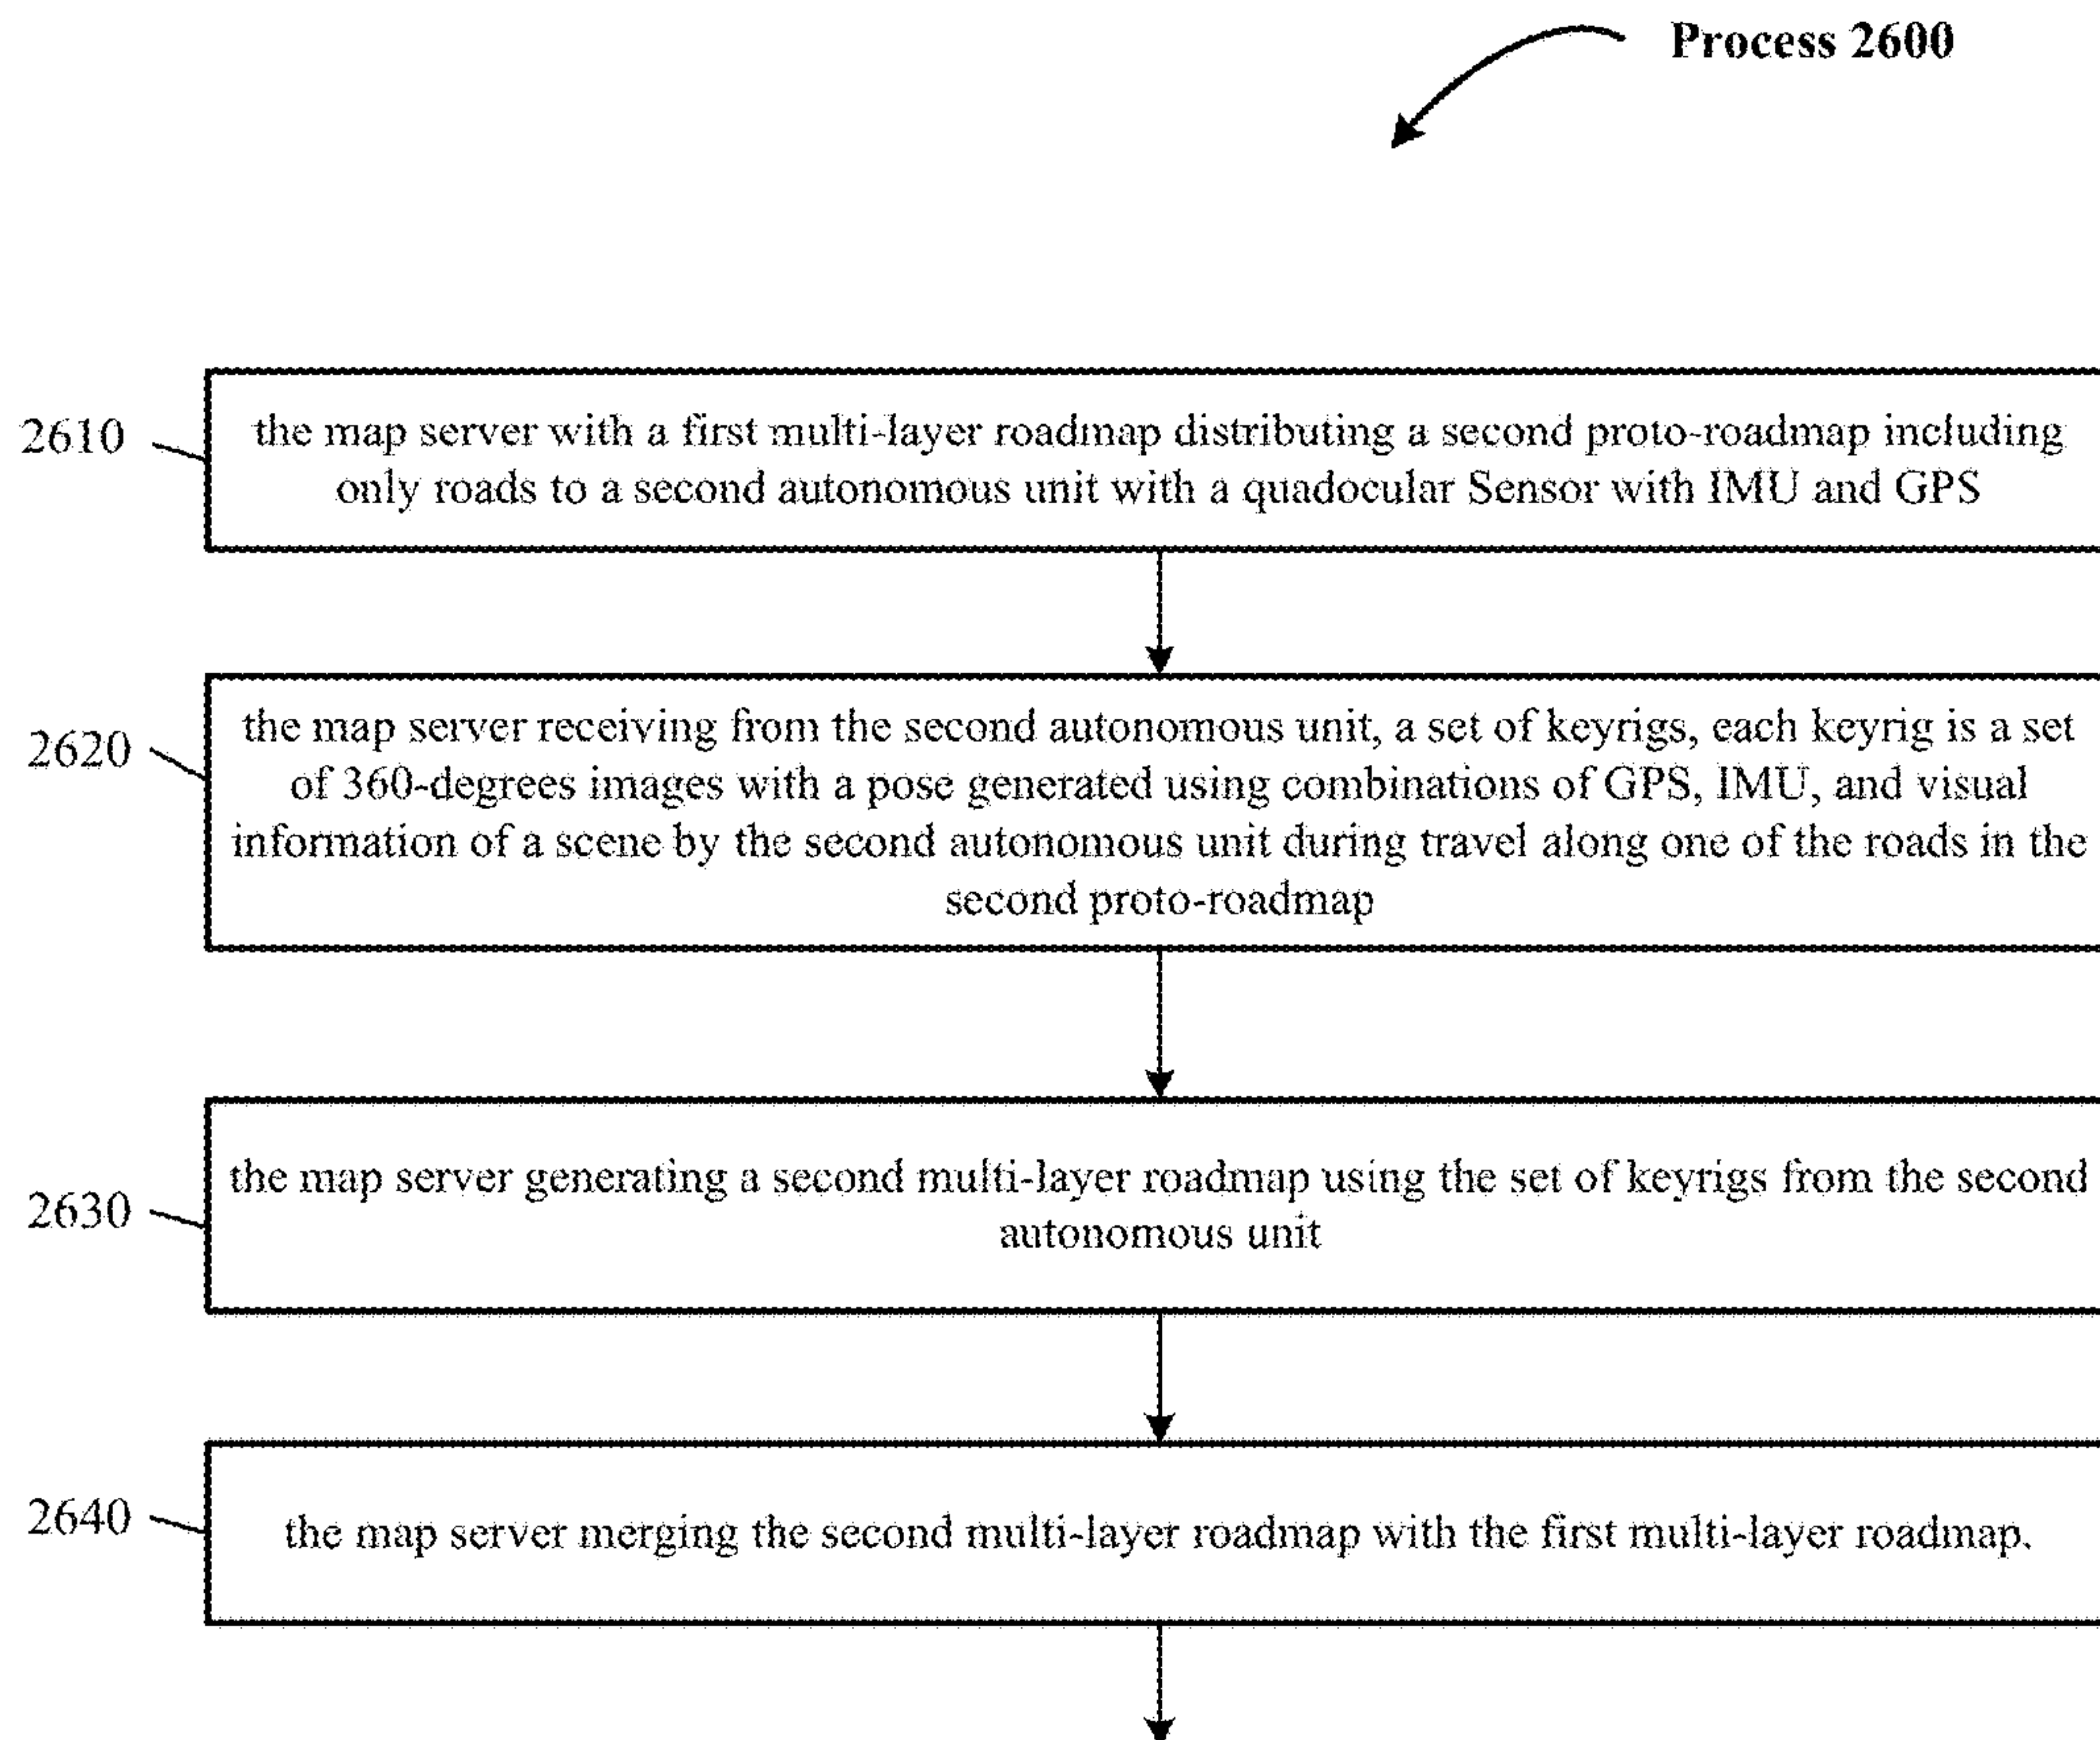 Process 2600
2610
the map server with a first multi-layer roadmap distributing a second proto-roadmap including
only roads to a second autonomous unit with a quadocular Sensor with IMU and GPS
2620
the map server receiving from the second autonomous unit, a set of keyrigs, each keyrig is a set
of 360-degrees images with a pose generated using combinations of GPS, IMU, and visual
information of a scene by the second autonomous unit during travel along one of the roads in the
second proto-roadmap
2630
the map server generating a second multi-layer roadmap using the set of keyrigs from the second
autonomous unit
2640
the map server merging the second multi-layer roadmap with the first multi-layer roadmap.